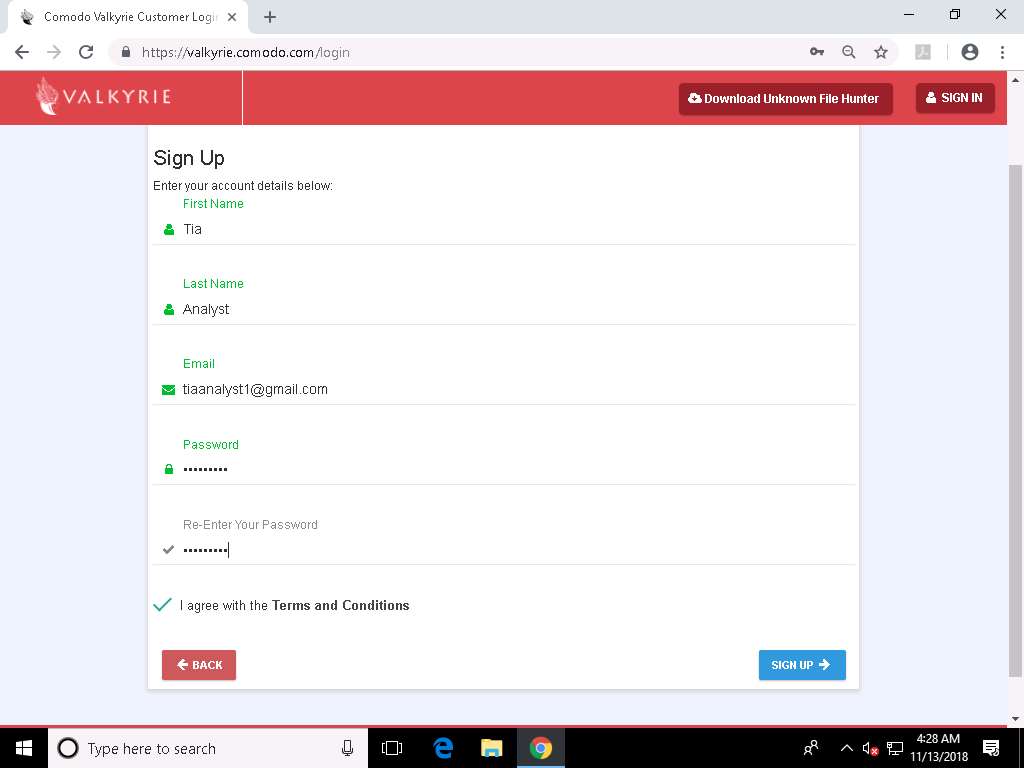 Comodo Valkyrie Customer Logi
https://valkyrie.comodo.com/login
VALKYRIE
Download Unknown File Hunter
SIGN IN
Sign Up
Enter your account details below:
First Name
Tia
Last Name
Analyst
Email
tiaanalyst1@gmail.com
Password
•••••••••
Re-Enter Your Password
•••••••••
I agree with the Terms and Conditions
BACK
SIGN UP
Type here to search
4:28 AM
11/13/2018